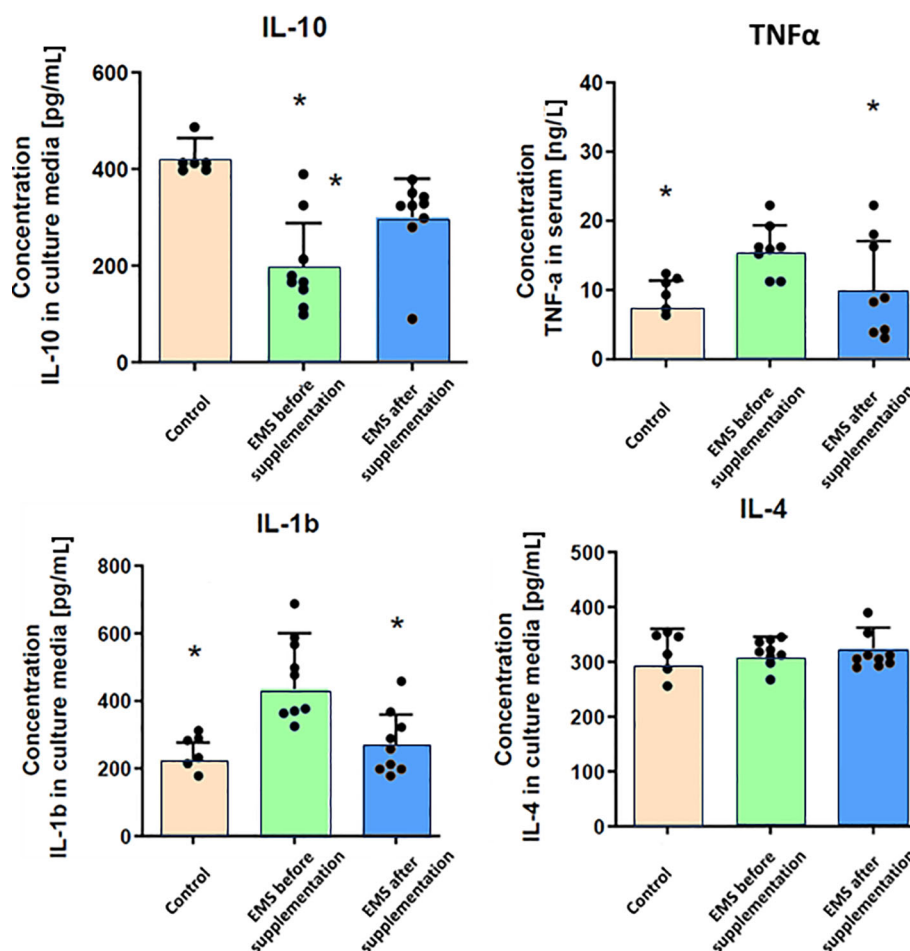 IL-10
Concentration
IL-10 in culture media [pg/mL]
600
400
200
0
*
*
Control
EMS before
supplementation
EMS after
supplementation
TNFα
Concentration
TNF-a in serum [ng/L]
40
30
20
10
0
*
*
Control
EMS before
supplementation
EMS after
supplementation
IL-1b
Concentration
IL-1b in culture media [pg/mL]
800
600
400
200
0
*
*
Control
EMS before
supplementation
EMS after
supplementation
IL-4
Concentration
IL-4 in culture media [pg/mL]
500
400
300
200
100
0
Control
EMS before
supplementation
EMS after
supplementation